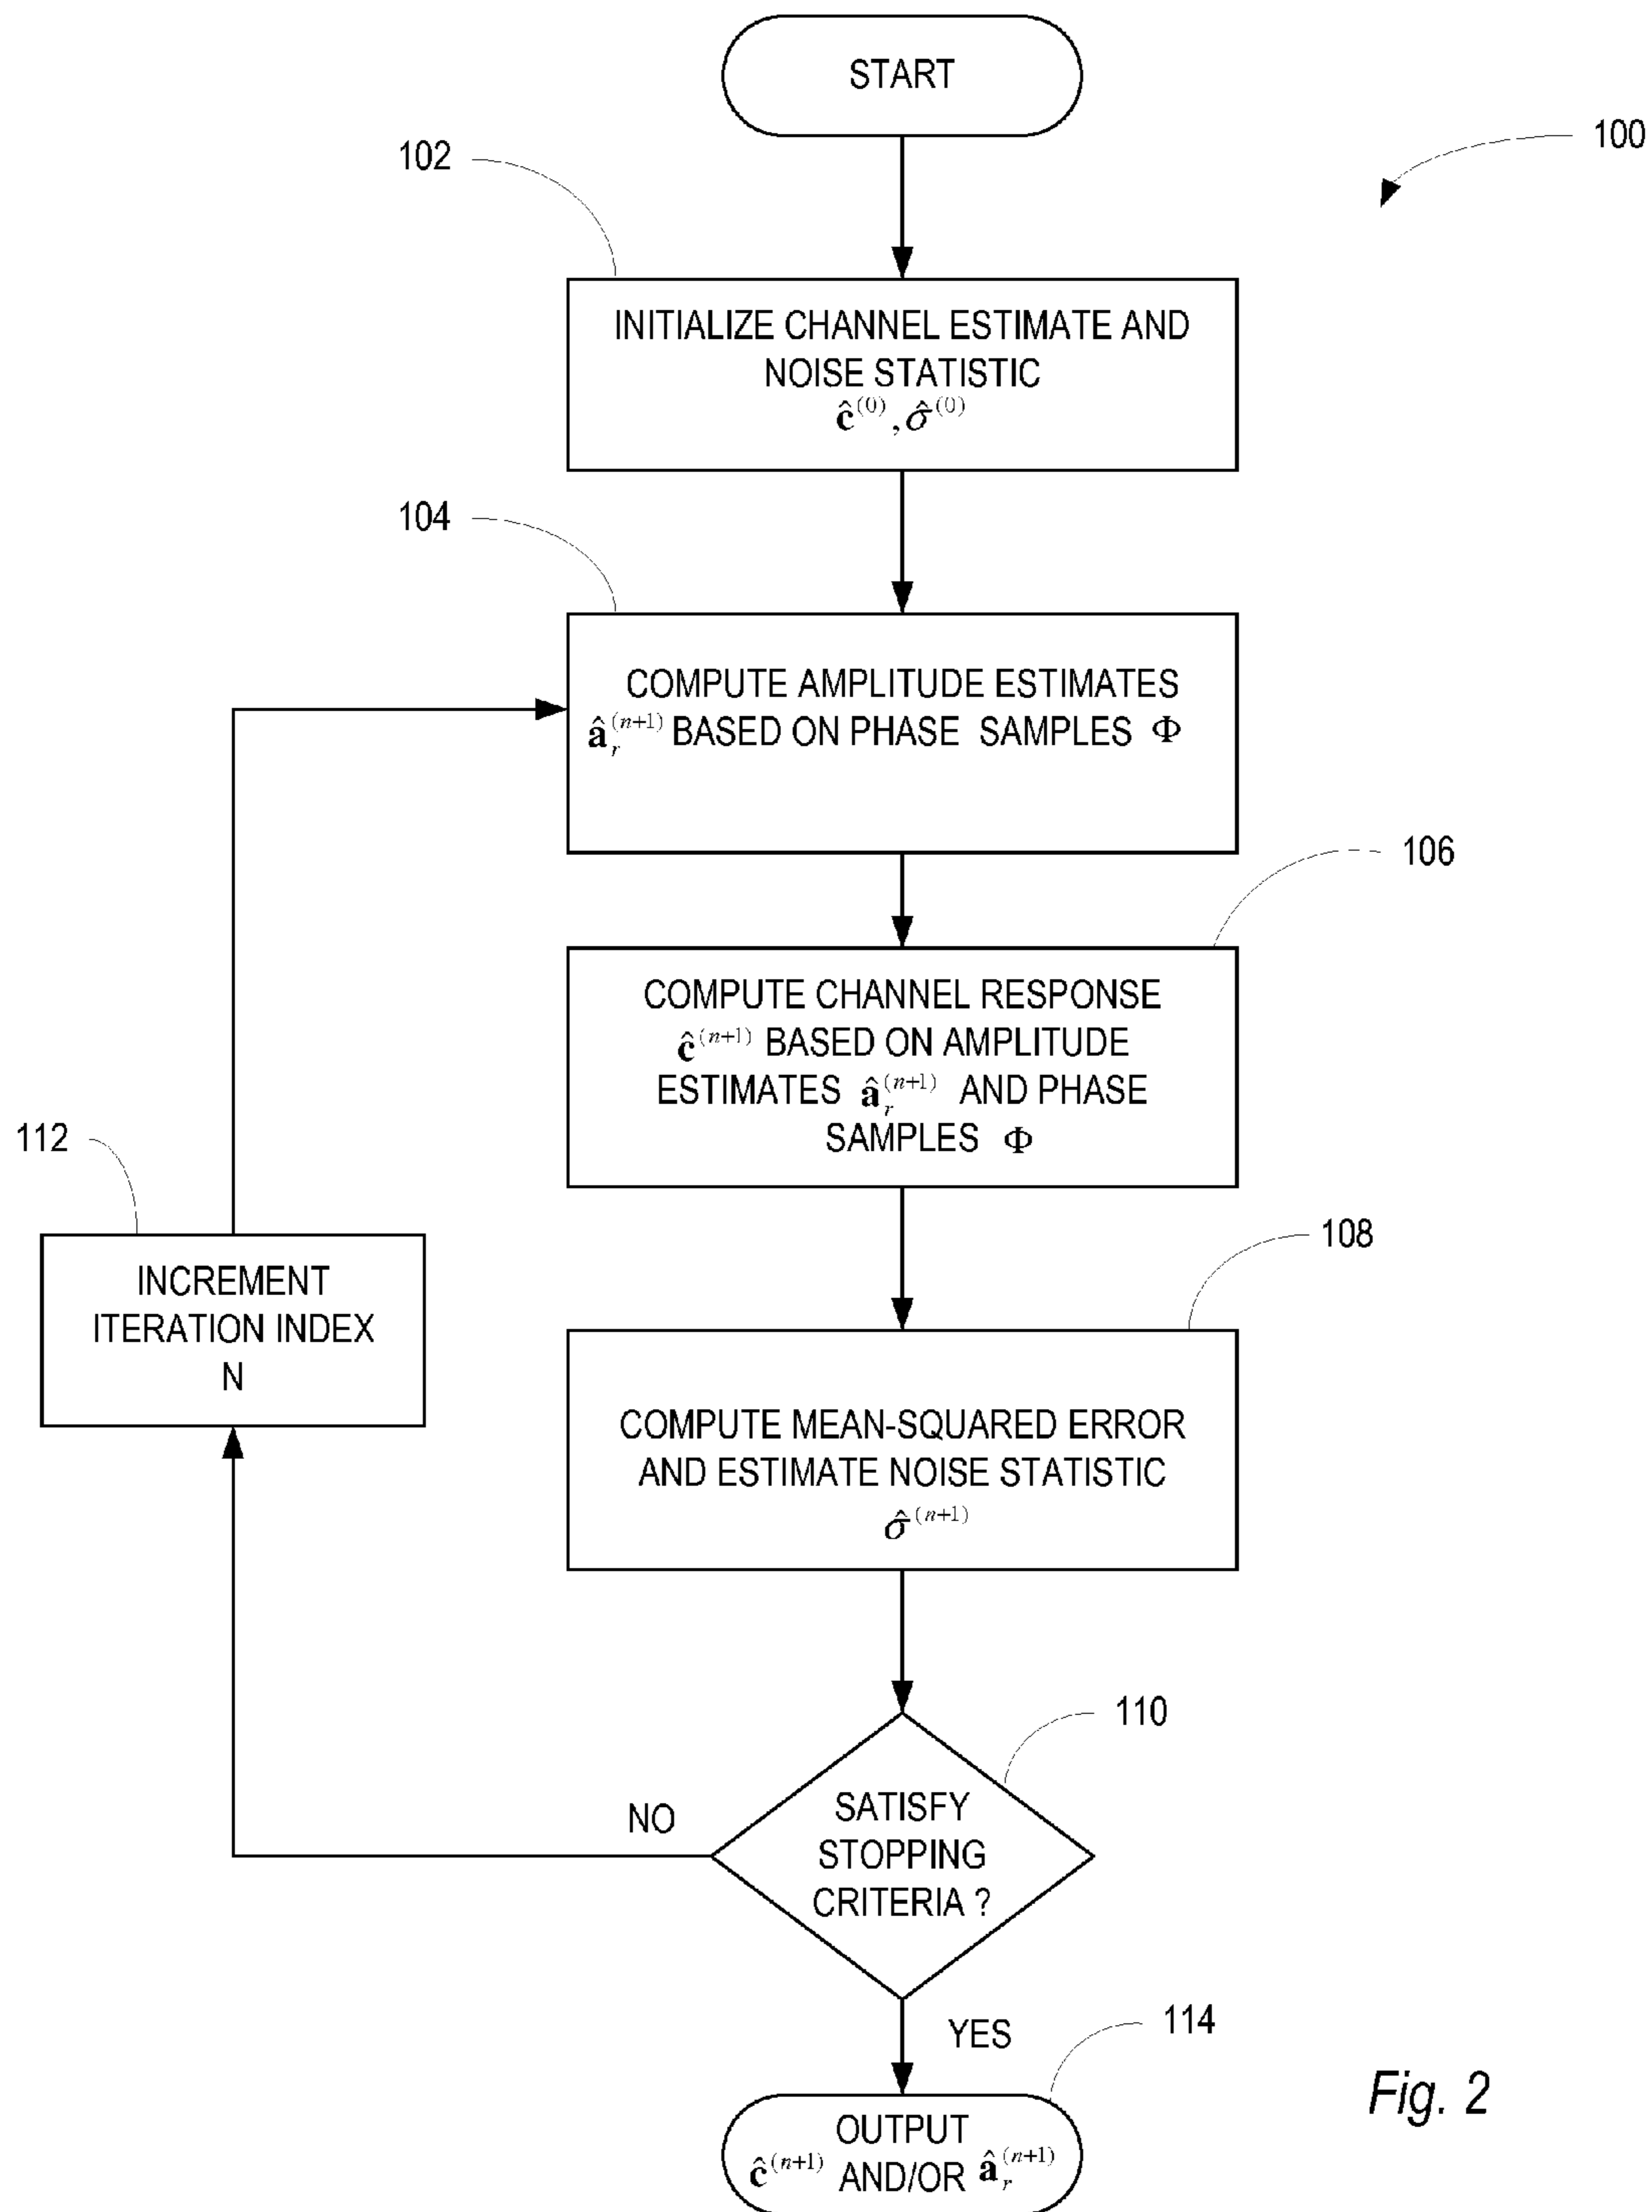 START
100
102
INITIALIZE CHANNEL ESTIMATE AND
NOISE STATISTIC
ĉ⁽⁰⁾, σ̂⁽⁰⁾
104
COMPUTE AMPLITUDE ESTIMATES
âᵣ⁽ⁿ⁺¹⁾ BASED ON PHASE SAMPLES Φ
106
COMPUTE CHANNEL RESPONSE
ĉ⁽ⁿ⁺¹⁾ BASED ON AMPLITUDE
ESTIMATES âᵣ⁽ⁿ⁺¹⁾ AND PHASE
SAMPLES Φ
112
INCREMENT
ITERATION INDEX
N
108
COMPUTE MEAN-SQUARED ERROR
AND ESTIMATE NOISE STATISTIC
σ̂⁽ⁿ⁺¹⁾
110
NO
SATISFY
STOPPING
CRITERIA ?
YES
114
OUTPUT
ĉ⁽ⁿ⁺¹⁾ AND/OR âᵣ⁽ⁿ⁺¹⁾
Fig. 2